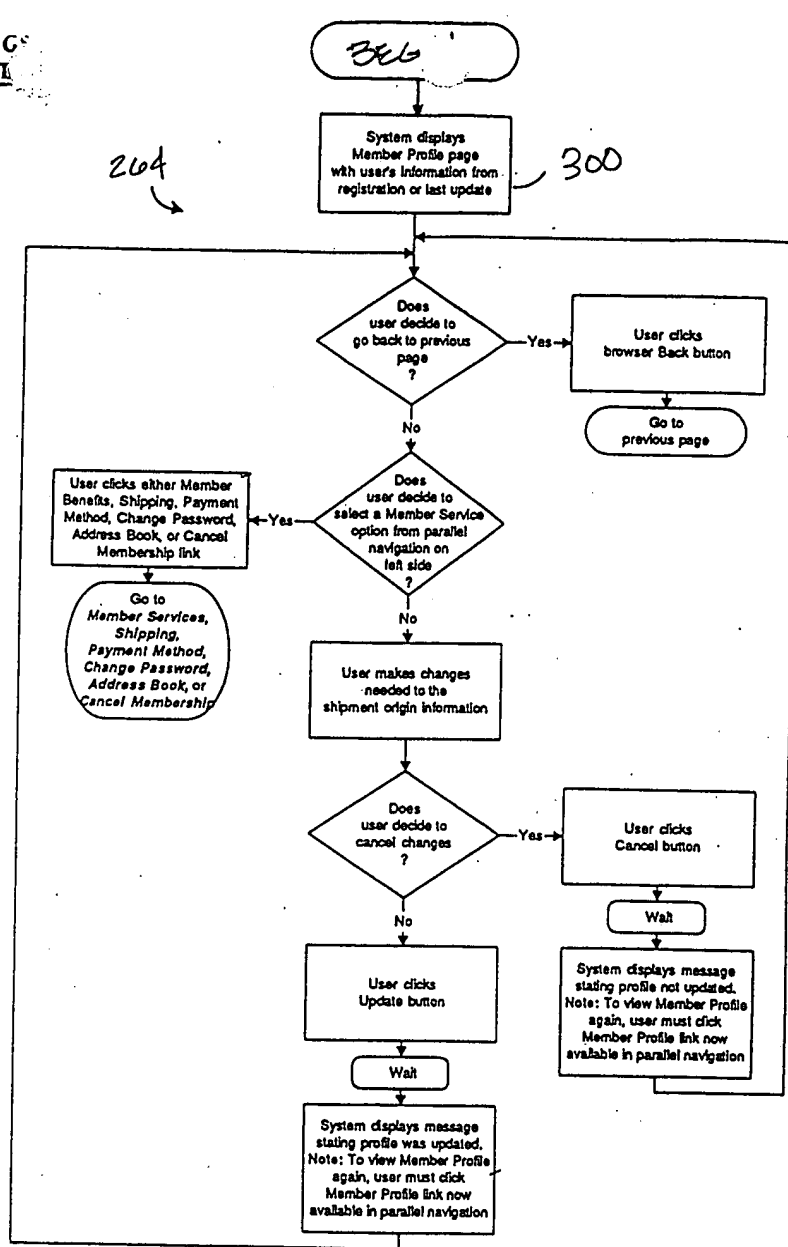 264
300
System displays
Member Profile page
with user's information from
registration or last update
Does
user decide to
go back to previous
page
?
Yes
User clicks
browser Back button
Go to
previous page
No
Does
user decide to
select a Member Service
option from parallel
navigation on
left side
?
Yes
User clicks either Member
Benefits, Shipping, Payment
Method, Change Password,
Address Book, or Cancel
Membership link
Go to
Member Services,
Shipping,
Payment Method,
Change Password,
Address Book, or
Cancel Membership
No
User makes changes
needed to the
shipment origin information
Does
user decide to
cancel changes
?
Yes
User clicks
Cancel button
Wait
System displays message
stating profile not updated.
Note: To view Member Profile
again, user must click
Member Profile link now
available in parallel navigation
No
User clicks
Update button
Wait
System displays message
stating profile was updated.
Note: To view Member Profile
again, user must click
Member Profile link now
available in parallel navigation